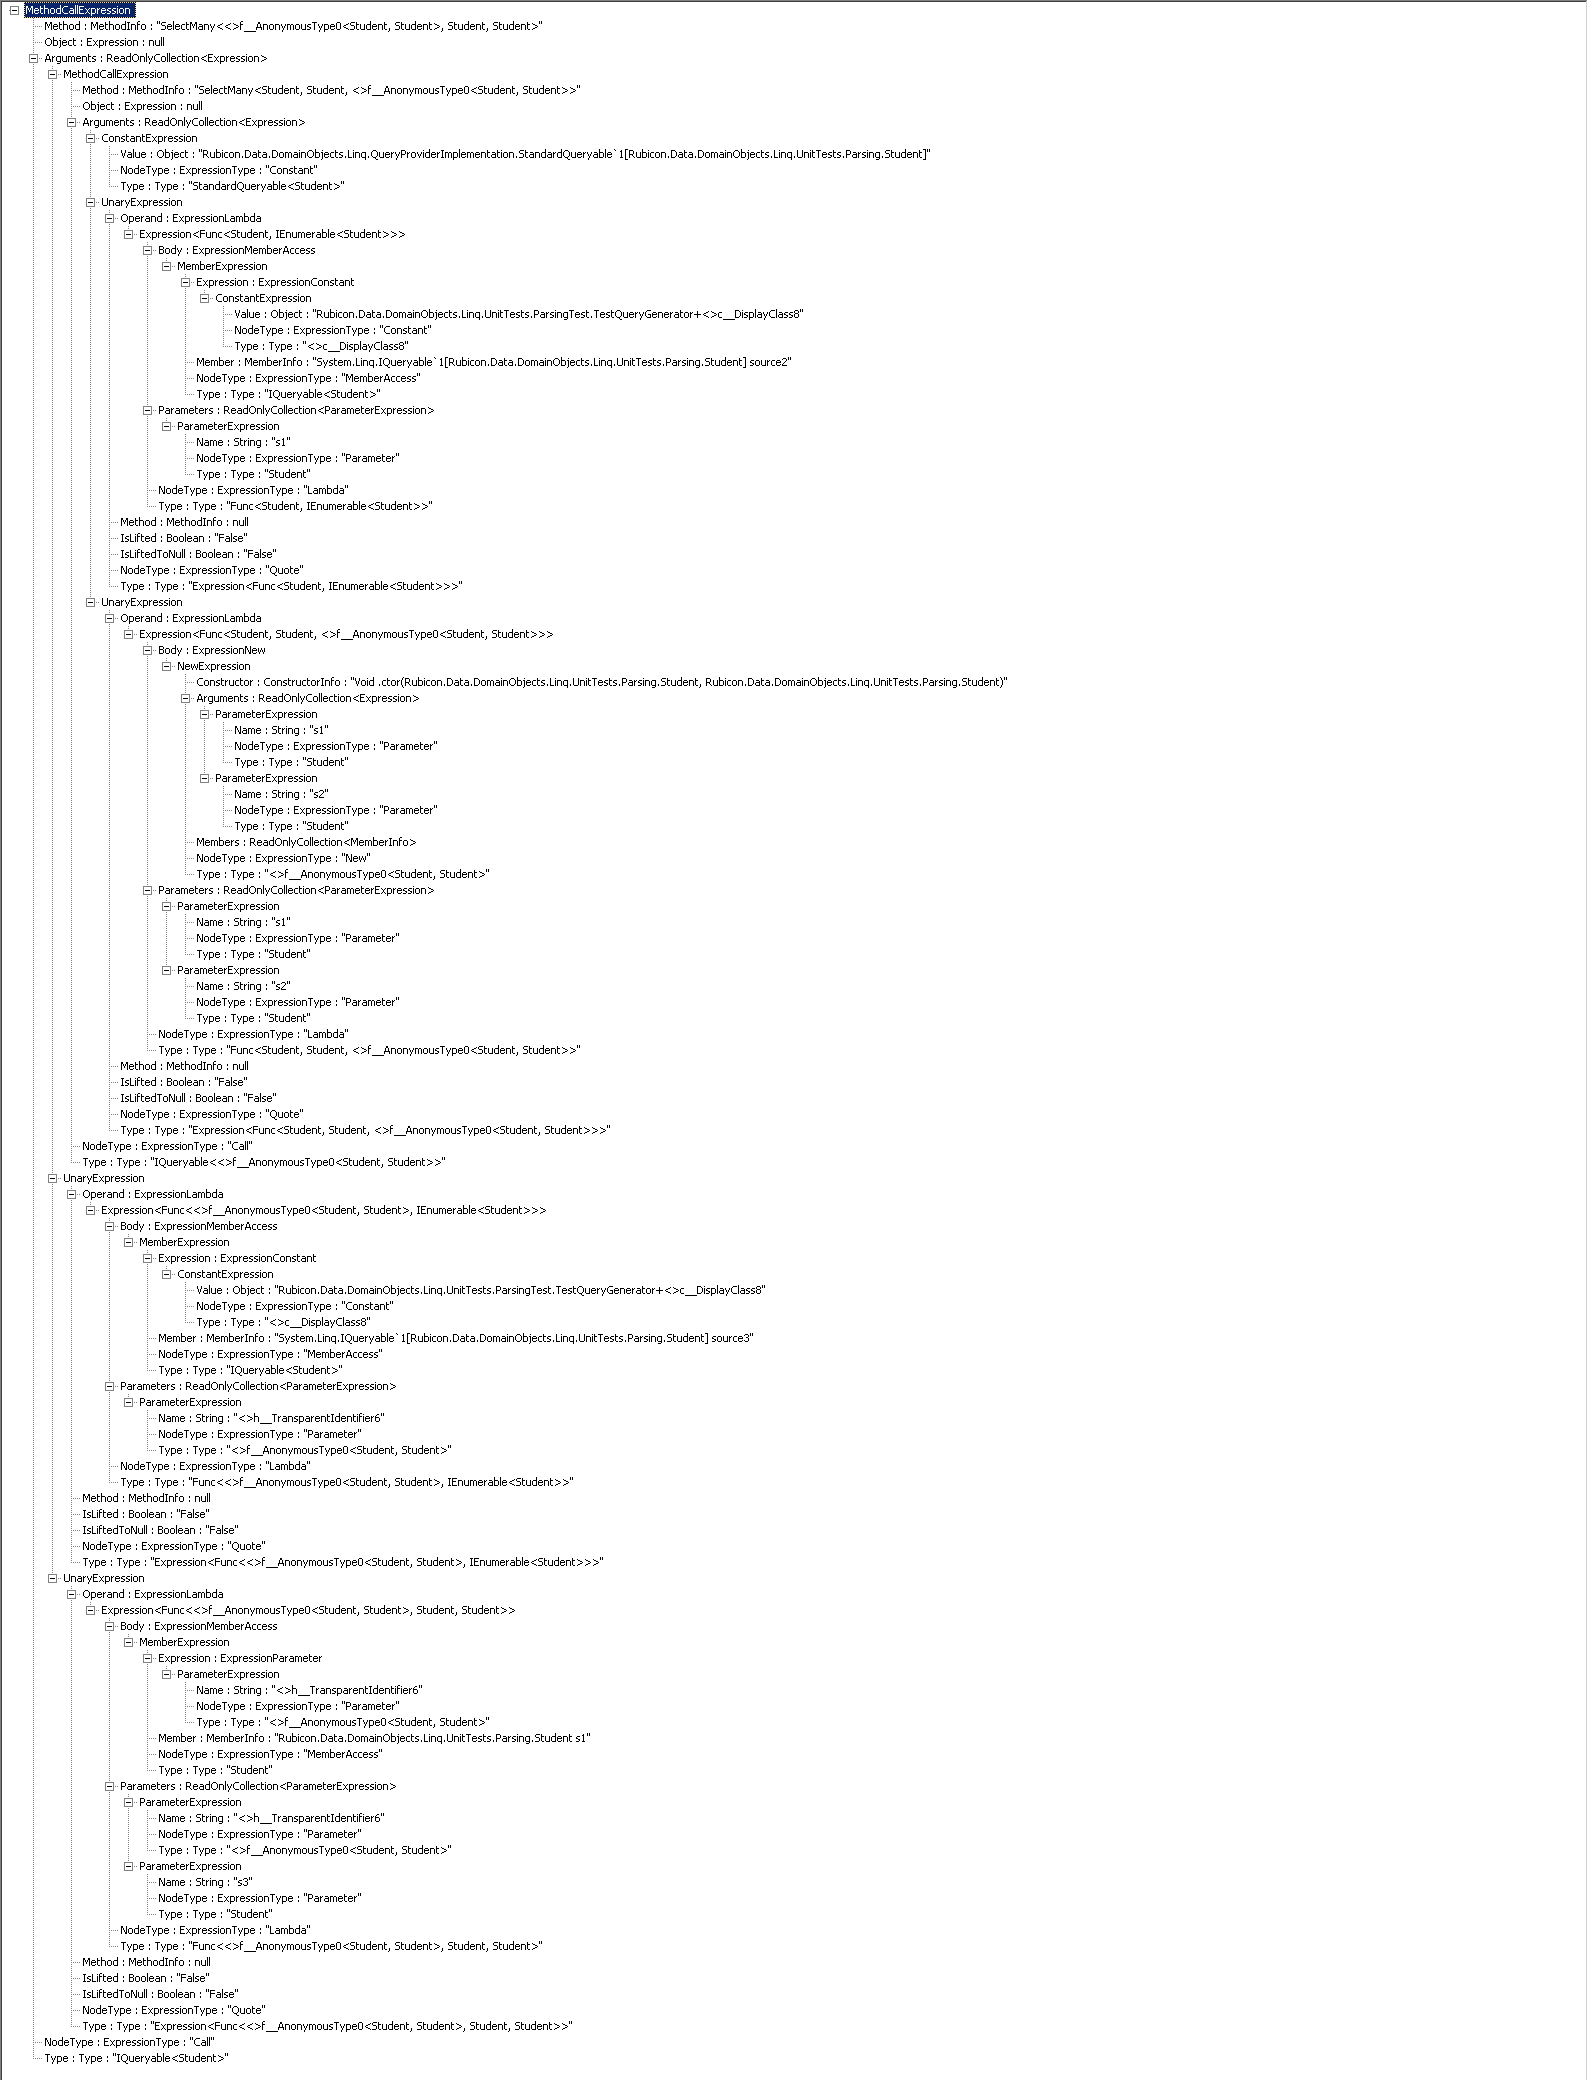 MethodCallExpression
Method : MethodInfo : "SelectMany<<>f__AnonymousType0<Student, Student>, Student, Student>"
Object : Expression : null
Arguments : ReadOnlyCollection<Expression>
MethodCallExpression
Method : MethodInfo : "SelectMany<Student, Student, <>f__AnonymousType0<Student, Student>>"
Object : Expression : null
Arguments : ReadOnlyCollection<Expression>
ConstantExpression
Value : Object : "Rubicon.Data.DomainObjects.Linq.QueryProviderImplementation.StandardQueryable`1[Rubicon.Data.DomainObjects.Linq.UnitTests.Parsing.Student]"
NodeType : ExpressionType : "Constant"
Type : Type : "StandardQueryable<Student>"
UnaryExpression
Operand : ExpressionLambda
Expression<Func<Student, IEnumerable<Student>>>
Body : ExpressionMemberAccess
MemberExpression
Expression : ExpressionConstant
ConstantExpression
Value : Object : "Rubicon.Data.DomainObjects.Linq.UnitTests.ParsingTest.TestQueryGenerator+<>c__DisplayClass8"
NodeType : ExpressionType : "Constant"
Type : Type : "<>c__DisplayClass8"
Member : MemberInfo : "System.Linq.IQueryable`1[Rubicon.Data.DomainObjects.Linq.UnitTests.Parsing.Student] source2"
NodeType : ExpressionType : "MemberAccess"
Type : Type : "IQueryable<Student>"
Parameters : ReadOnlyCollection<ParameterExpression>
ParameterExpression
Name : String : "s1"
NodeType : ExpressionType : "Parameter"
Type : Type : "Student"
NodeType : ExpressionType : "Lambda"
Type : Type : "Func<Student, IEnumerable<Student>>"
Method : MethodInfo : null
IsLifted : Boolean : "False"
IsLiftedToNull : Boolean : "False"
NodeType : ExpressionType : "Quote"
Type : Type : "Expression<Func<Student, IEnumerable<Student>>>"
UnaryExpression
Operand : ExpressionLambda
Expression<Func<Student, Student, <>f__AnonymousType0<Student, Student>>>
Body : ExpressionNew
NewExpression
Constructor : ConstructorInfo : "Void .ctor(Rubicon.Data.DomainObjects.Linq.UnitTests.Parsing.Student, Rubicon.Data.DomainObjects.Linq.UnitTests.Parsing.Student)"
Arguments : ReadOnlyCollection<Expression>
ParameterExpression
Name : String : "s1"
NodeType : ExpressionType : "Parameter"
Type : Type : "Student"
ParameterExpression
Name : String : "s2"
NodeType : ExpressionType : "Parameter"
Type : Type : "Student"
Members : ReadOnlyCollection<MemberInfo>
NodeType : ExpressionType : "New"
Type : Type : "<>f__AnonymousType0<Student, Student>"
Parameters : ReadOnlyCollection<ParameterExpression>
ParameterExpression
Name : String : "s1"
NodeType : ExpressionType : "Parameter"
Type : Type : "Student"
ParameterExpression
Name : String : "s2"
NodeType : ExpressionType : "Parameter"
Type : Type : "Student"
NodeType : ExpressionType : "Lambda"
Type : Type : "Func<Student, Student, <>f__AnonymousType0<Student, Student>>"
Method : MethodInfo : null
IsLifted : Boolean : "False"
IsLiftedToNull : Boolean : "False"
NodeType : ExpressionType : "Quote"
Type : Type : "Expression<Func<Student, Student, <>f__AnonymousType0<Student, Student>>>"
NodeType : ExpressionType : "Call"
Type : Type : "IQueryable<<>f__AnonymousType0<Student, Student>>"
UnaryExpression
Operand : ExpressionLambda
Expression<Func<<>f__AnonymousType0<Student, Student>, IEnumerable<Student>>>
Body : ExpressionMemberAccess
MemberExpression
Expression : ExpressionConstant
ConstantExpression
Value : Object : "Rubicon.Data.DomainObjects.Linq.UnitTests.ParsingTest.TestQueryGenerator+<>c__DisplayClass8"
NodeType : ExpressionType : "Constant"
Type : Type : "<>c__DisplayClass8"
Member : MemberInfo : "System.Linq.IQueryable`1[Rubicon.Data.DomainObjects.Linq.UnitTests.Parsing.Student] source3"
NodeType : ExpressionType : "MemberAccess"
Type : Type : "IQueryable<Student>"
Parameters : ReadOnlyCollection<ParameterExpression>
ParameterExpression
Name : String : "<>h__TransparentIdentifier6"
NodeType : ExpressionType : "Parameter"
Type : Type : "<>f__AnonymousType0<Student, Student>"
NodeType : ExpressionType : "Lambda"
Type : Type : "Func<<>f__AnonymousType0<Student, Student>, IEnumerable<Student>>"
Method : MethodInfo : null
IsLifted : Boolean : "False"
IsLiftedToNull : Boolean : "False"
NodeType : ExpressionType : "Quote"
Type : Type : "Expression<Func<<>f__AnonymousType0<Student, Student>, IEnumerable<Student>>>"
UnaryExpression
Operand : ExpressionLambda
Expression<Func<<>f__AnonymousType0<Student, Student>, Student, Student>>
Body : ExpressionMemberAccess
MemberExpression
Expression : ExpressionParameter
ParameterExpression
Name : String : "<>h__TransparentIdentifier6"
NodeType : ExpressionType : "Parameter"
Type : Type : "<>f__AnonymousType0<Student, Student>"
Member : MemberInfo : "Rubicon.Data.DomainObjects.Linq.UnitTests.Parsing.Student s1"
NodeType : ExpressionType : "MemberAccess"
Type : Type : "Student"
Parameters : ReadOnlyCollection<ParameterExpression>
ParameterExpression
Name : String : "<>h__TransparentIdentifier6"
NodeType : ExpressionType : "Parameter"
Type : Type : "<>f__AnonymousType0<Student, Student>"
ParameterExpression
Name : String : "s3"
NodeType : ExpressionType : "Parameter"
Type : Type : "Student"
NodeType : ExpressionType : "Lambda"
Type : Type : "Func<<>f__AnonymousType0<Student, Student>, Student, Student>"
Method : MethodInfo : null
IsLifted : Boolean : "False"
IsLiftedToNull : Boolean : "False"
NodeType : ExpressionType : "Quote"
Type : Type : "Expression<Func<<>f__AnonymousType0<Student, Student>, Student, Student>>"
NodeType : ExpressionType : "Call"
Type : Type : "IQueryable<Student>"